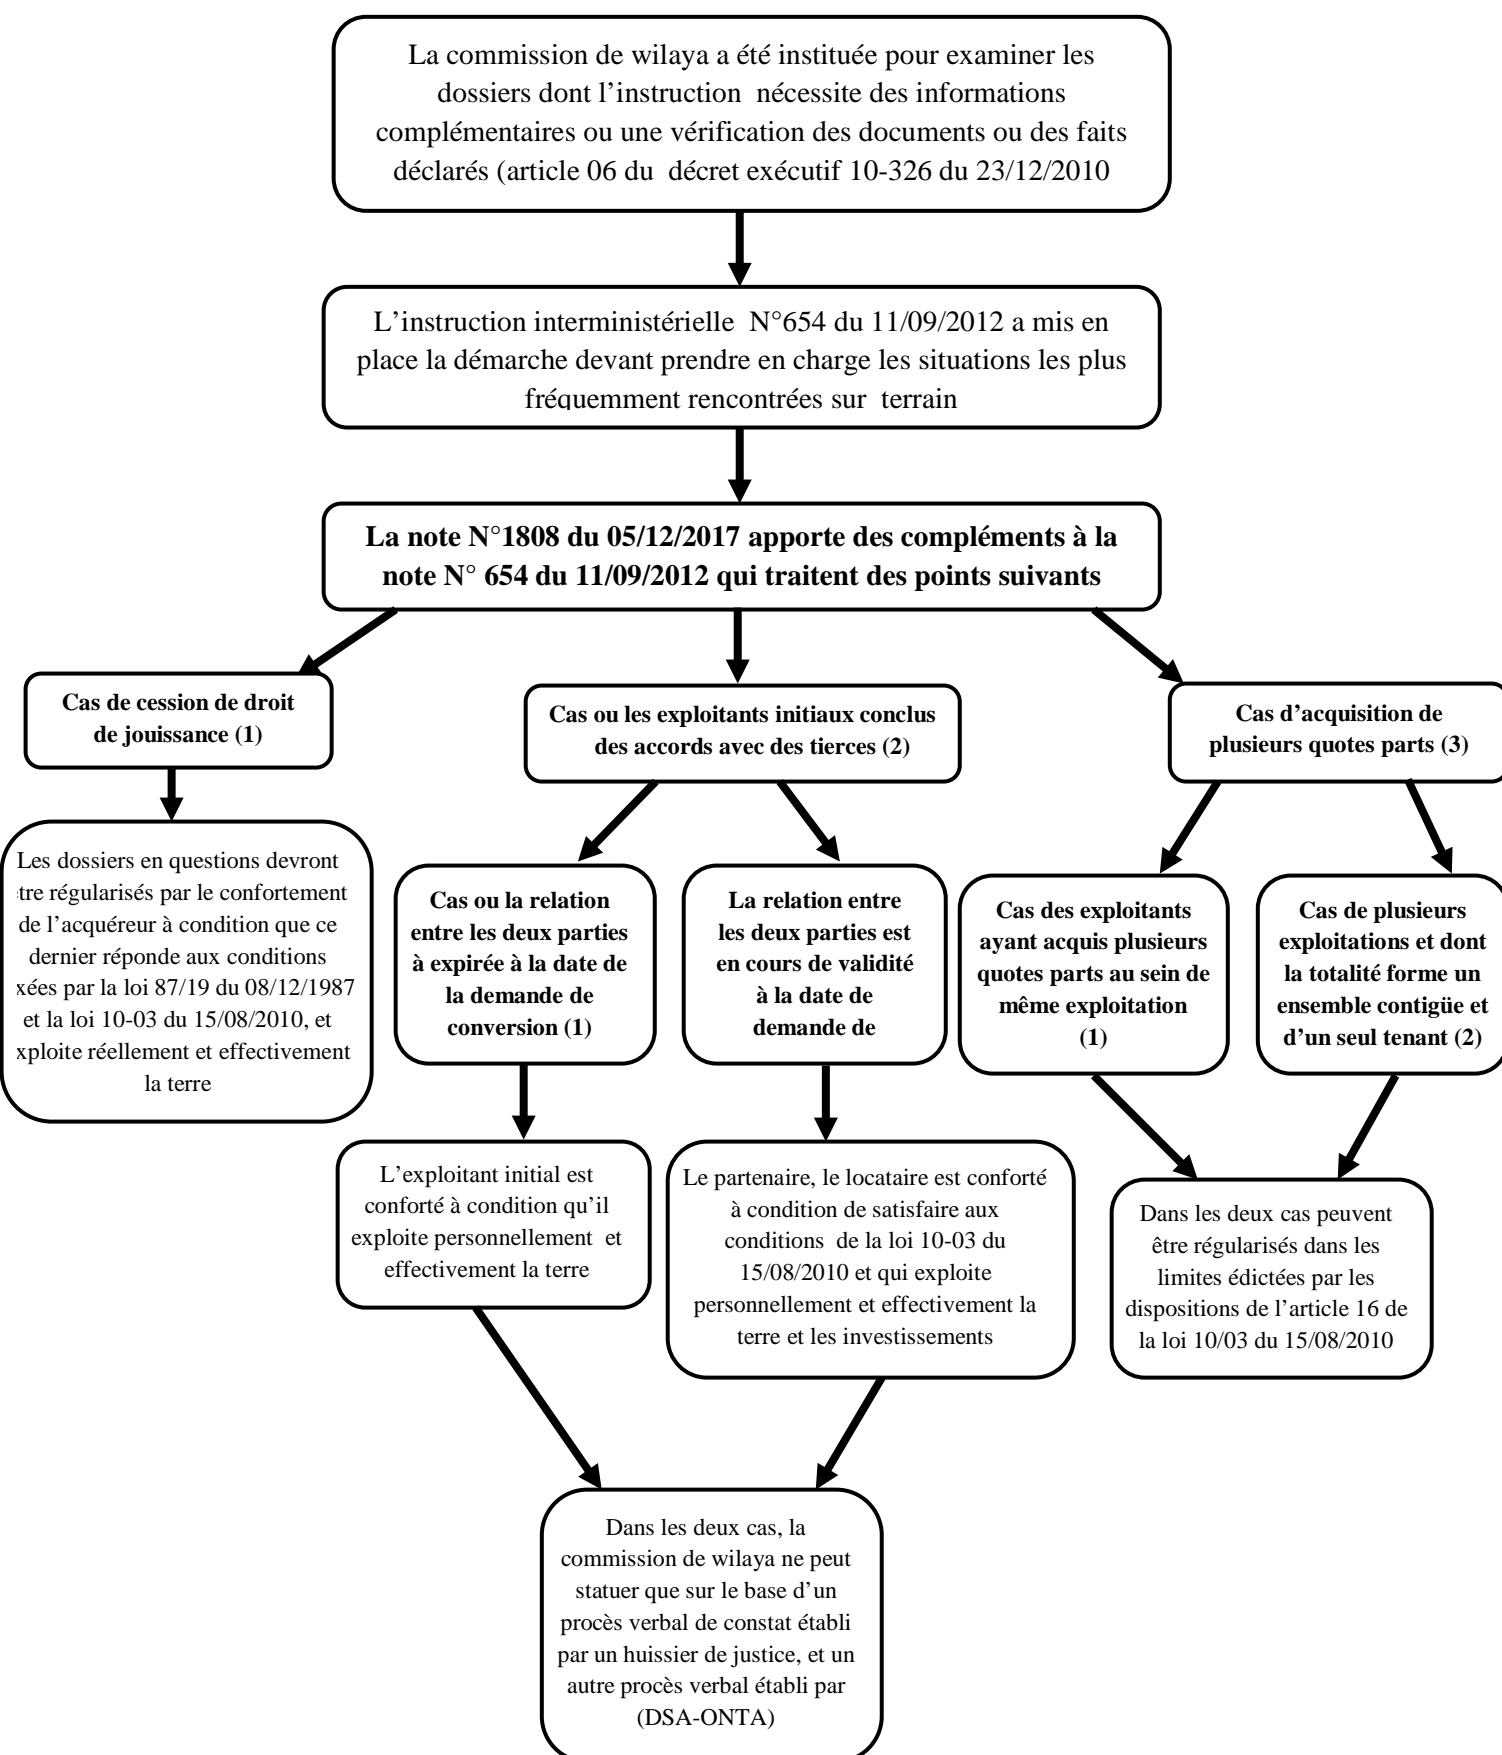 La commission de wilaya a été instituée pour examiner les
dossiers dont l’instruction nécessite des informations
complémentaires ou une vérification des documents ou des faits
déclarés (article 06 du décret exécutif 10-326 du 23/12/2010
L’instruction interministérielle N°654 du 11/09/2012 a mis en
place la démarche devant prendre en charge les situations les plus
fréquemment rencontrées sur terrain
La note N°1808 du 05/12/2017 apporte des compléments à la
note N° 654 du 11/09/2012 qui traitent des points suivants
Cas de cession de droit
de jouissance (1)
Cas ou les exploitants initiaux conclus
des accords avec des tierces (2)
Cas d’acquisition de
plusieurs quotes parts (3)
Les dossiers en questions devront
tre régularisés par le confortement
de l’acquéreur à condition que ce
dernier réponde aux conditions
xées par la loi 87/19 du 08/12/1987
et la loi 10-03 du 15/08/2010, et
xploite réellement et effectivement
la terre
Cas ou la relation
entre les deux parties
à expirée à la date de
la demande de
conversion (1)
La relation entre
les deux parties est
en cours de validité
à la date de
demande de
Cas des exploitants
ayant acquis plusieurs
quotes parts au sein de
même exploitation
(1)
Cas de plusieurs
exploitations et dont
la totalité forme un
ensemble contigüe et
d’un seul tenant (2)
L’exploitant initial est
conforté à condition qu’il
exploite personnellement et
effectivement la terre
Le partenaire, le locataire est conforté
à condition de satisfaire aux
conditions de la loi 10-03 du
15/08/2010 et qui exploite
personnellement et effectivement la
terre et les investissements
Dans les deux cas peuvent
être régularisés dans les
limites édictées par les
dispositions de l’article 16 de
la loi 10/03 du 15/08/2010
Dans les deux cas, la
commission de wilaya ne peut
statuer que sur le base d’un
procès verbal de constat établi
par un huissier de justice, et un
autre procès verbal établi par
(DSA-ONTA)